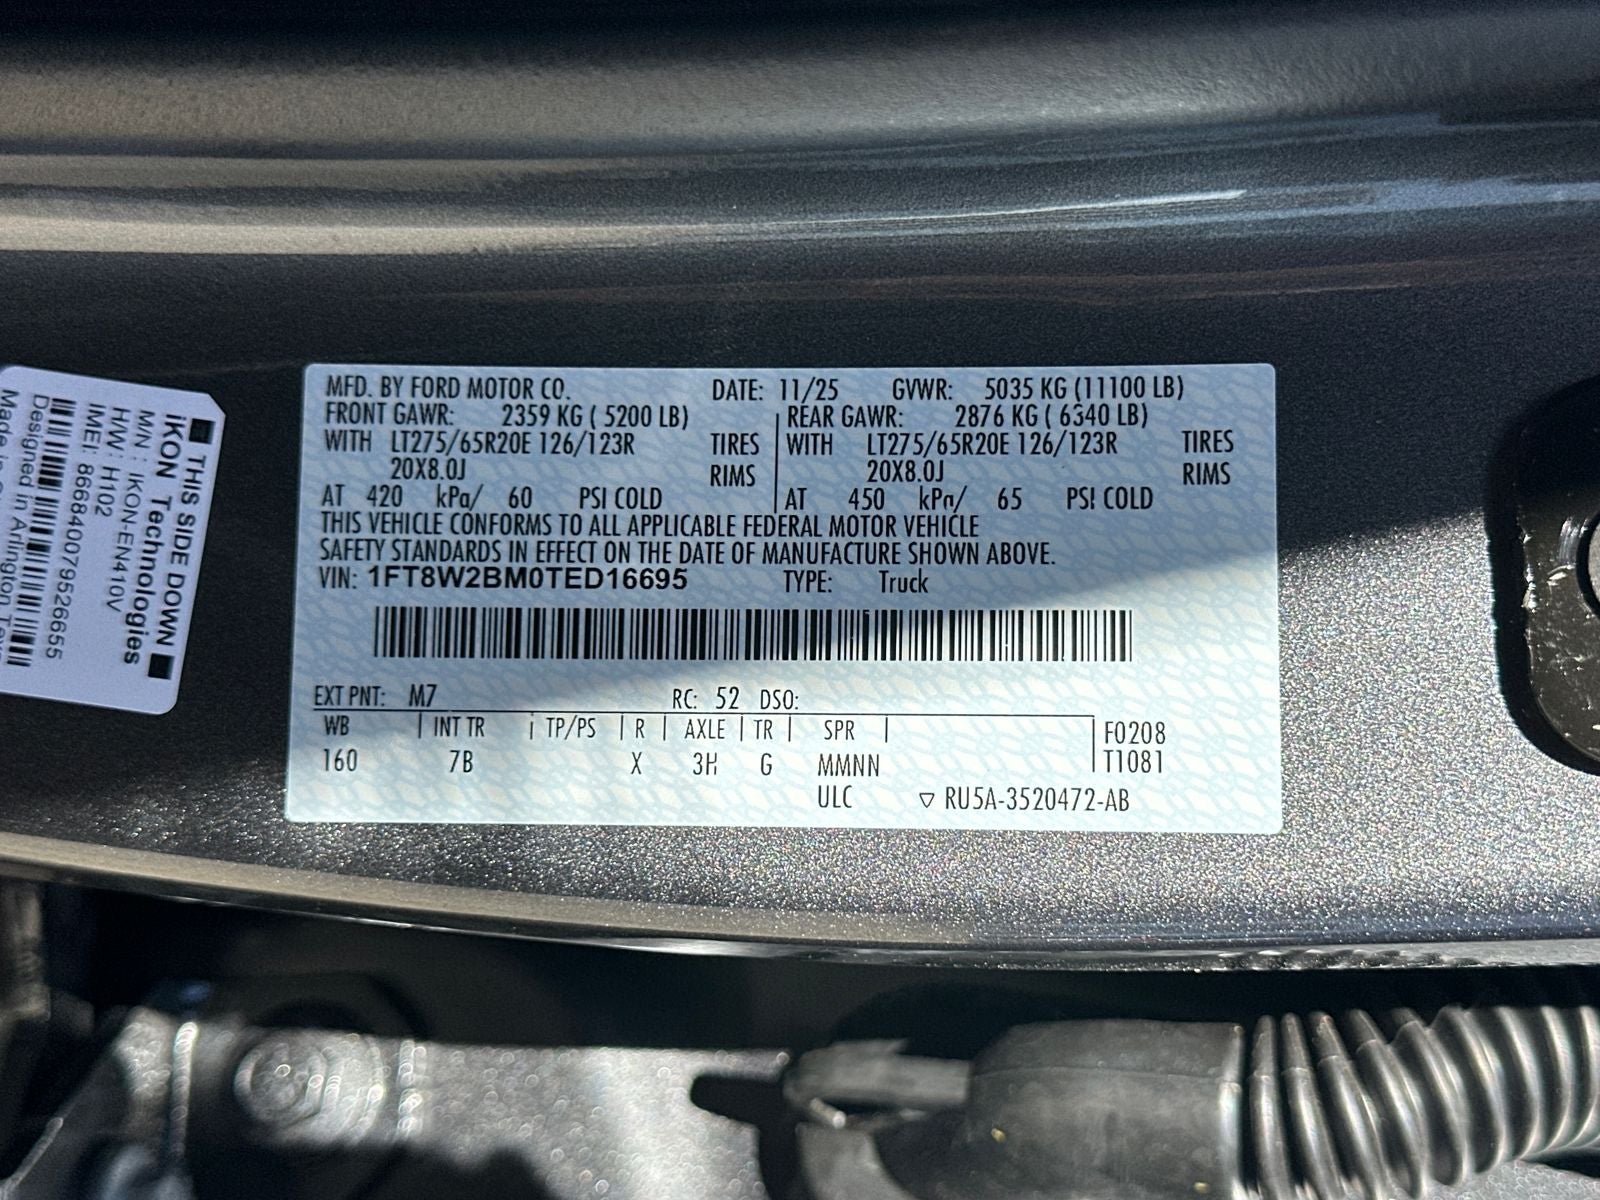 MFD. BY FORD MOTOR CO. DATE: 11/25 GVWR: 5035 KG (11100 LB)
FRONT GAWR: 2359 KG ( 5200 LB) REAR GAWR: 2876 KG ( 6340 LB)
WITH LT275/65R20E 126/123R TIRES WITH LT275/65R20E 126/123R TIRES
20X8.0J RIMS 20X8.0J RIMS
AT 420 kPa/ 60 PSI COLD AT 450 kPa/ 65 PSI COLD
THIS VEHICLE CONFORMS TO ALL APPLICABLE FEDERAL MOTOR VEHICLE
SAFETY STANDARDS IN EFFECT ON THE DATE OF MANUFACTURE SHOWN ABOVE.
VIN: 1FT8W2BM0TED16695 TYPE: Truck
EXT PNT: M7 RC: 52 DSO:
WB INT TR TP/PS R AXLE TR SPR F0208
160 7B X 3H G MMNN T1081
ULC ▽ RU5A-3520472-AB
THIS SIDE DOWN
iKON Technologies
M/N : IKON-EN410V
H/W: H102
IMEI: 866840079526655
Designed in Arlington
Made in